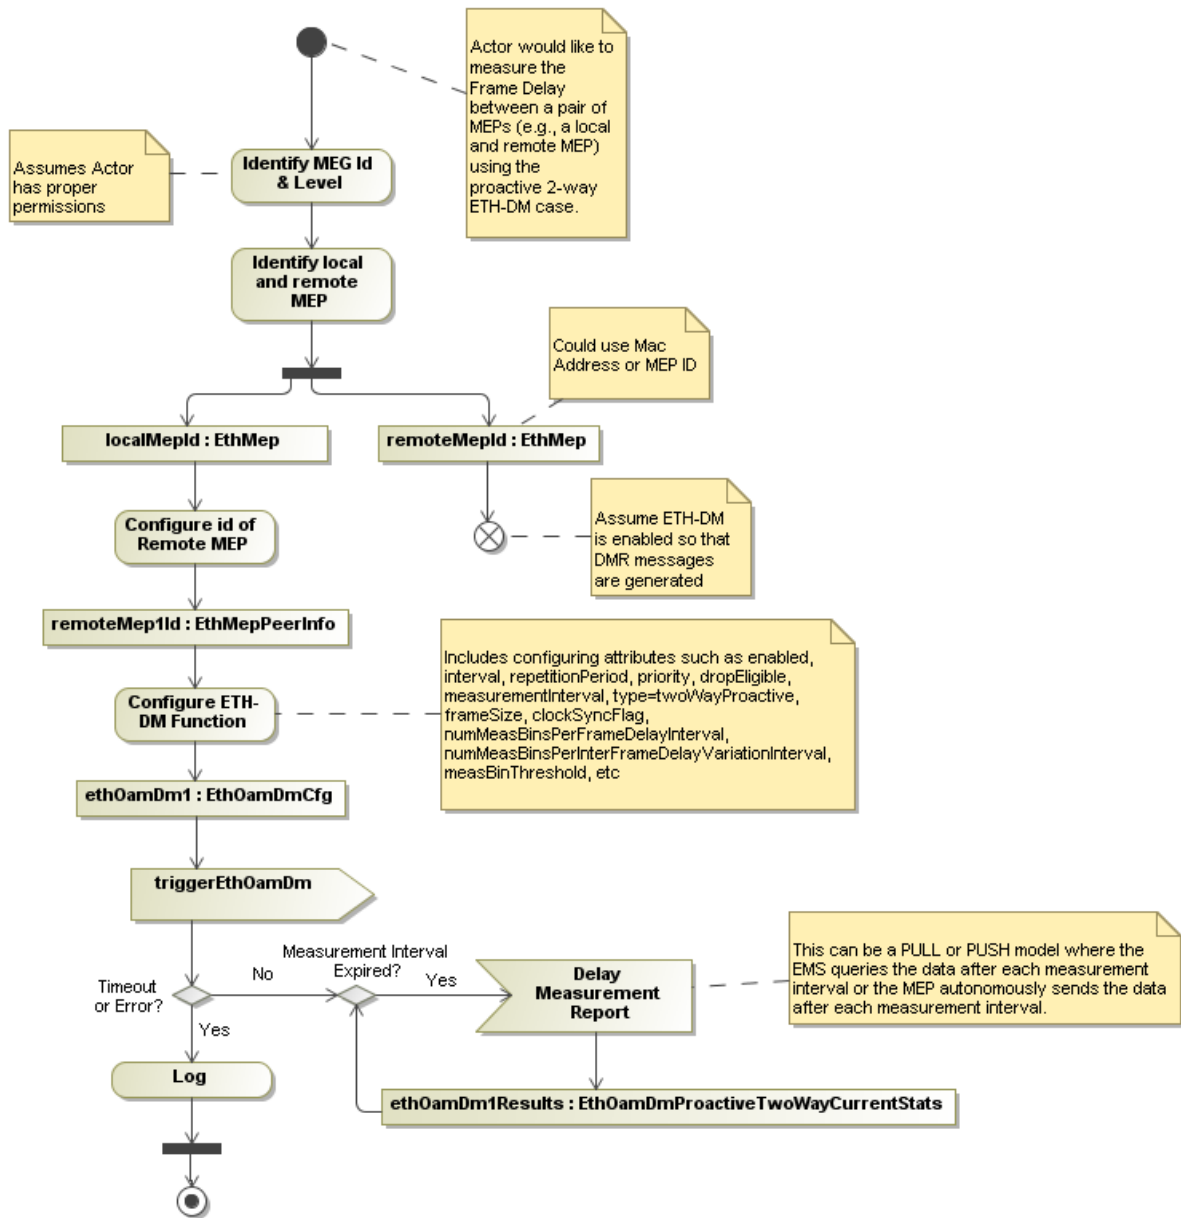 Actor would like to
measure the
Frame Delay
between a pair of
MEPs (e.g., a local
and remote MEP)
using the
proactive 2-way
ETH-DM case.
Assumes Actor
has proper
permissions
Identify MEG Id
& Level
Identify local
and remote
MEP
Could use Mac
Address or MEP ID
localMepId : EthMep
remoteMepId : EthMep
Configure id of
Remote MEP
Assume ETH-DM
is enabled so that
DMR messages
are generated
remoteMep1Id : EthMepPeerInfo
Includes configuring attributes such as enabled,
interval, repetitionPeriod, priority, dropEligible,
measurementInterval, type=twoWayProactive,
frameSize, clockSyncFlag,
numMeasBinsPerFrameDelayInterval,
numMeasBinsPerInterFrameDelayVariationInterval,
measBinThreshold, etc
Configure ETH-
DM Function
ethOamDm1 : EthOamDmCfg
triggerEthOamDm
Timeout
or Error?
No
Measurement Interval
Expired?
Yes
Delay
Measurement
Report
This can be a PULL or PUSH model where the
EMS queries the data after each measurement
interval or the MEP autonomously sends the data
after each measurement interval.
Yes
Log
ethOamDm1Results : EthOamDmProactiveTwoWayCurrentStats